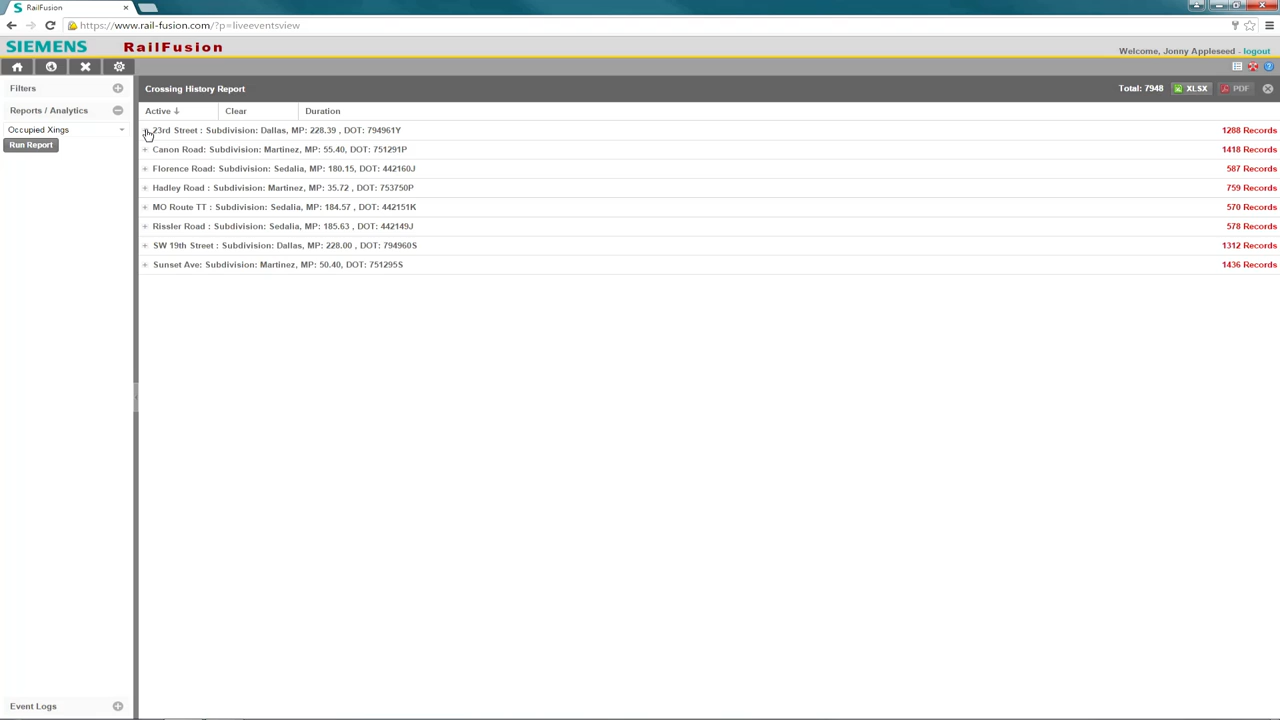 RailFusion
https://www.rail-fusion.com/?p=liveeventsview
SIEMENS RailFusion
Welcome, Jonny Appleseed - logout
Filters
Reports / Analytics
Occupied Xings
Run Report
Event Logs
Crossing History Report
Total: 7948 XLSX PDF
Active Clear Duration
23rd Street : Subdivision: Dallas, MP: 228.39 , DOT: 794961Y 1288 Records
Canon Road: Subdivision: Martinez, MP: 55.40, DOT: 751291P 1418 Records
Florence Road: Subdivision: Sedalia, MP: 180.15, DOT: 442160J 587 Records
Hadley Road : Subdivision: Martinez, MP: 35.72 , DOT: 753750P 759 Records
MO Route TT : Subdivision: Sedalia, MP: 184.57 , DOT: 442151K 570 Records
Rissler Road : Subdivision: Sedalia, MP: 185.63 , DOT: 442149J 578 Records
SW 19th Street : Subdivision: Dallas, MP: 228.00 , DOT: 794960S 1312 Records
Sunset Ave: Subdivision: Martinez, MP: 50.40, DOT: 751295S 1436 Records